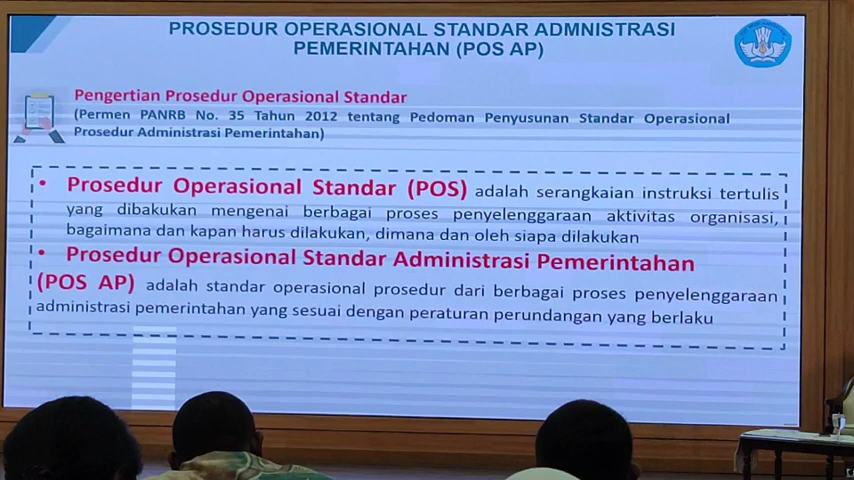 PROSEDUR OPERASIONAL STANDAR ADMNISTRASI
PEMERINTAHAN (POS AP)
Pengertian Prosedur Operasional Standar
(Permen PANRB No. 35 Tahun 2012 tentang Pedoman Penyusunan Standar Operasional
Prosedur Administrasi Pemerintahan)
• Prosedur Operasional Standar (POS) adalah serangkaian instruksi tertulis
yang dibakukan mengenai berbagai proses penyelenggaraan aktivitas organisasi,
bagaimana dan kapan harus dilakukan, dimana dan oleh siapa dilakukan
• Prosedur Operasional Standar Administrasi Pemerintahan
(POS AP) adalah standar operasional prosedur dari berbagai proses penyelenggaraan
administrasi pemerintahan yang sesuai dengan peraturan perundangan yang berlaku